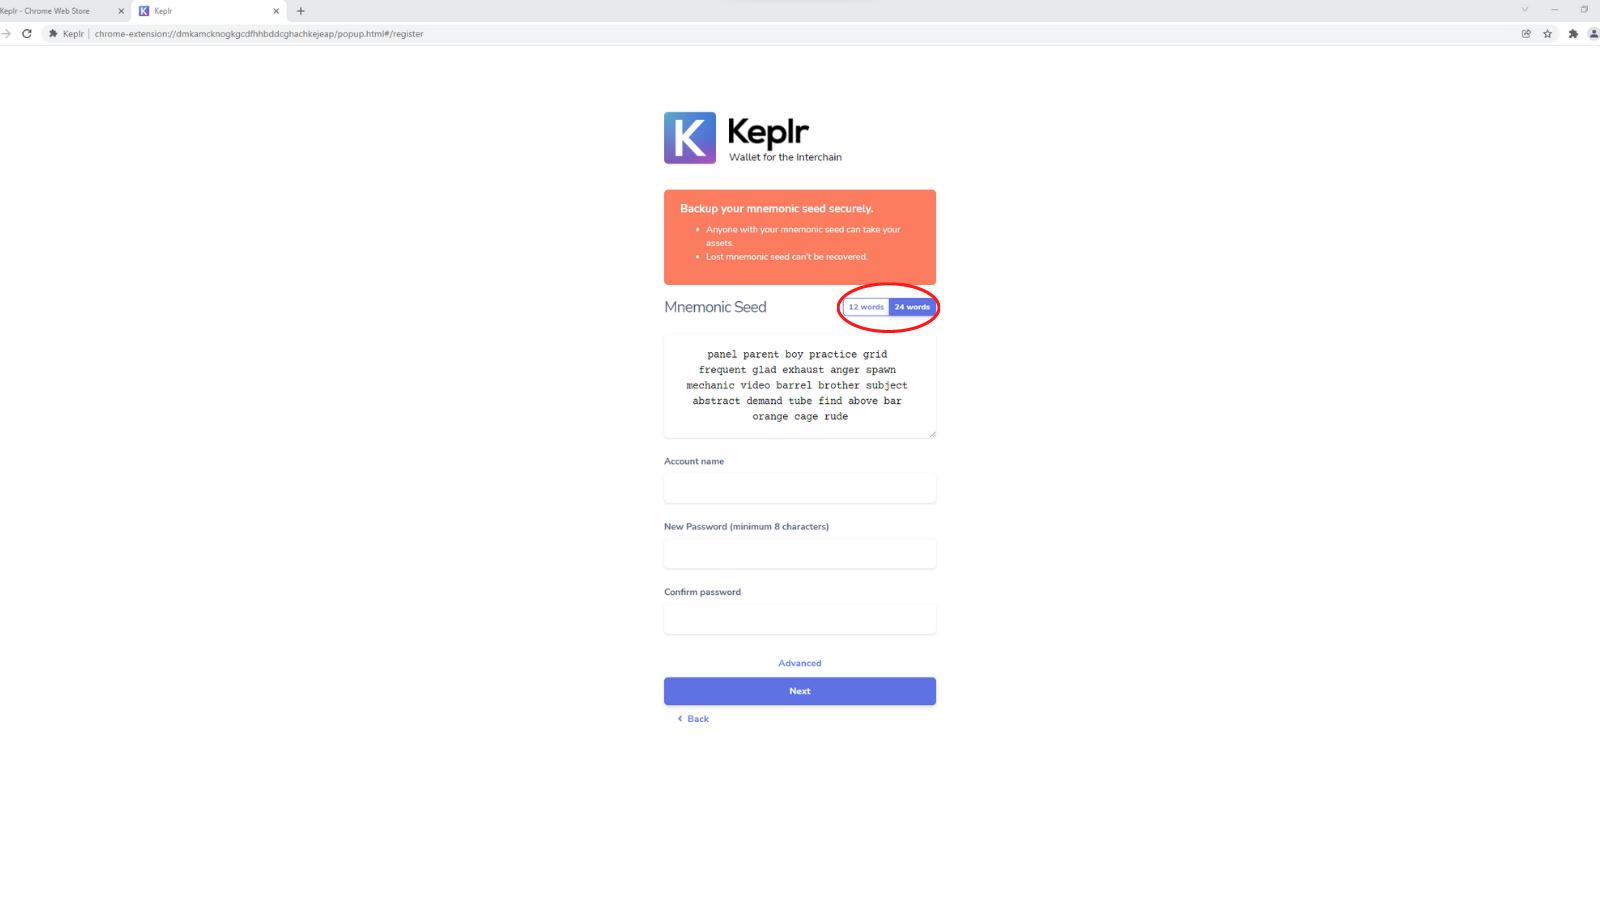 Keplr - Chrome Web Store
Keplr
Keplr
chrome-extension://dmkamcknogkgcdfhhbddcghachkejeap/popup.html#/register
K
Keplr
Wallet for the Interchain
Backup your mnemonic seed securely.
• Anyone with your mnemonic seed can take your
assets.
• Lost mnemonic seed can't be recovered.
Mnemonic Seed
12 words
24 words
panel parent boy practice grid
frequent glad exhaust anger spawn
mechanic video barrel brother subject
abstract demand tube find above bar
orange cage rude
Account name
New Password (minimum 8 characters)
Confirm password
Advanced
Next
Back